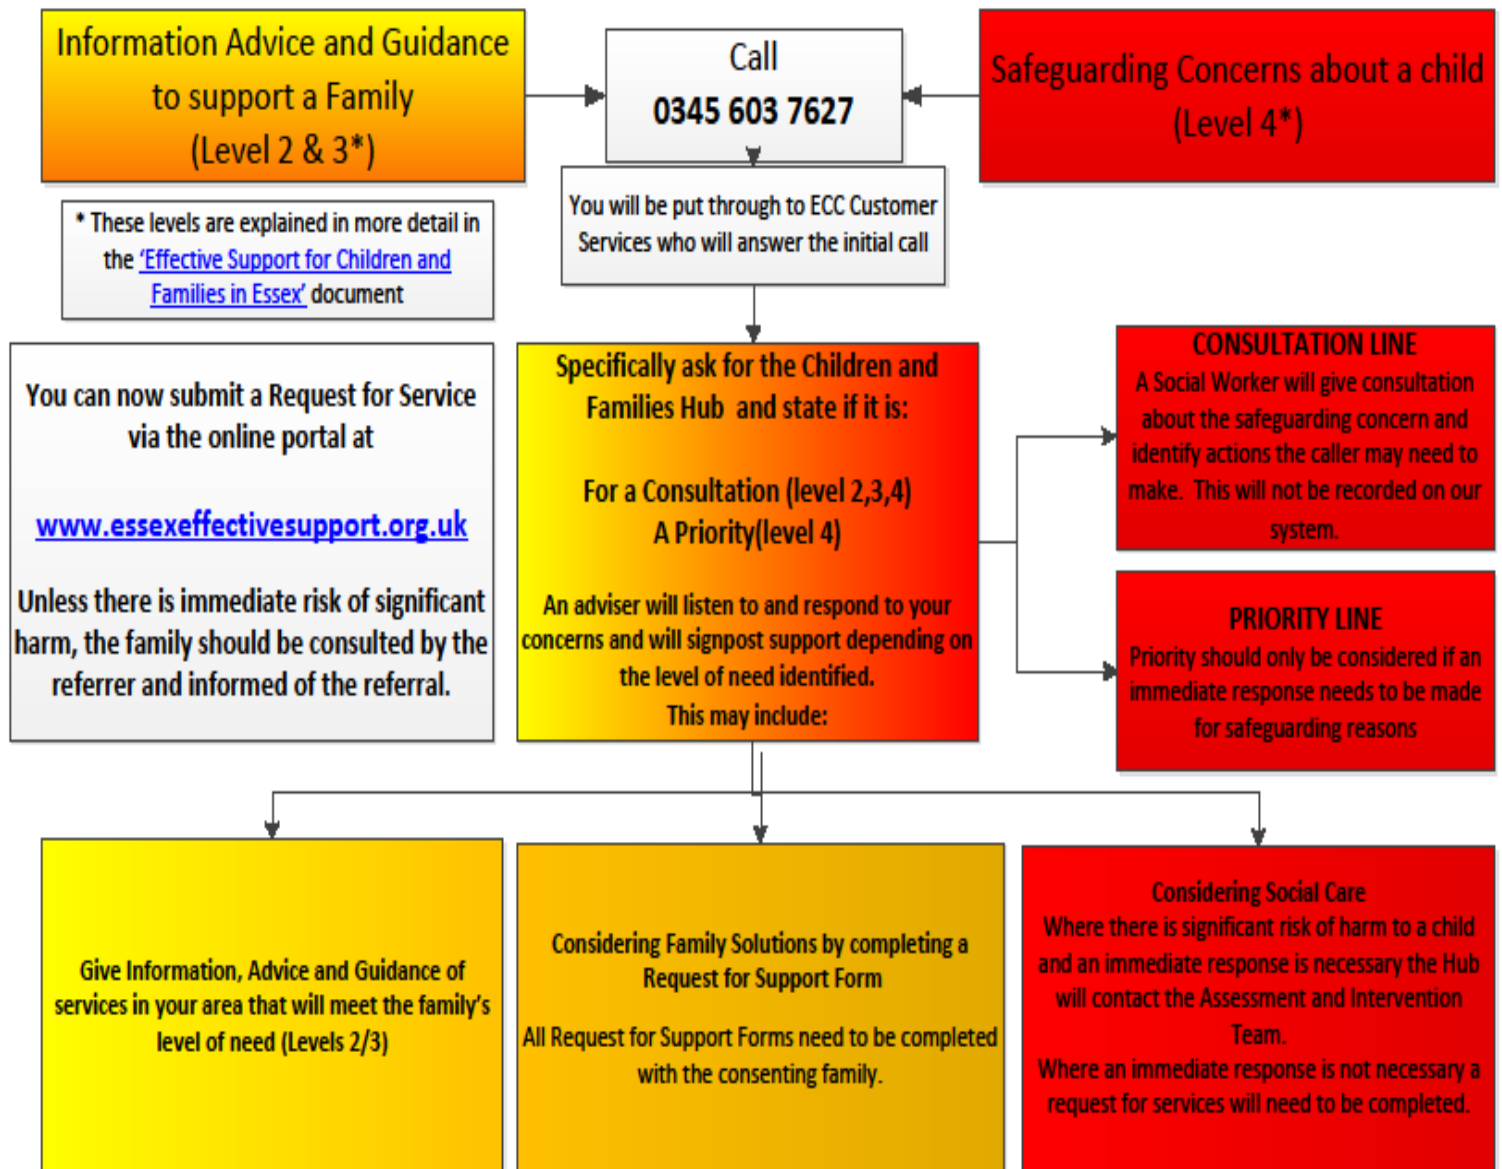 Information Advice and Guidance
to support a Family
(Level 2 & 3*)
Call
0345 603 7627
Safeguarding Concerns about a child
(Level 4*)
* These levels are explained in more detail in
the ‘Effective Support for Children and
Families in Essex’ document
You will be put through to ECC Customer
Services who will answer the initial call
You can now submit a Request for Service
via the online portal at
www.essexeffectivesupport.org.uk
Unless there is immediate risk of significant
harm, the family should be consulted by the
referrer and informed of the referral.
Specifically ask for the Children and
Families Hub and state if it is:
For a Consultation (level 2,3,4)
A Priority(level 4)
An adviser will listen to and respond to your
concerns and will signpost support depending on
the level of need identified.
This may include:
CONSULTATION LINE
A Social Worker will give consultation
about the safeguarding concern and
identify actions the caller may need to
make. This will not be recorded on our
system.
PRIORITY LINE
Priority should only be considered if an
immediate response needs to be made
for safeguarding reasons
Give Information, Advice and Guidance of
services in your area that will meet the family’s
level of need (Levels 2/3)
Considering Family Solutions by completing a
Request for Support Form
All Request for Support Forms need to be completed
with the consenting family.
Considering Social Care
Where there is significant risk of harm to a child
and an immediate response is necessary the Hub
will contact the Assessment and Intervention
Team.
Where an immediate response is not necessary a
request for services will need to be completed.